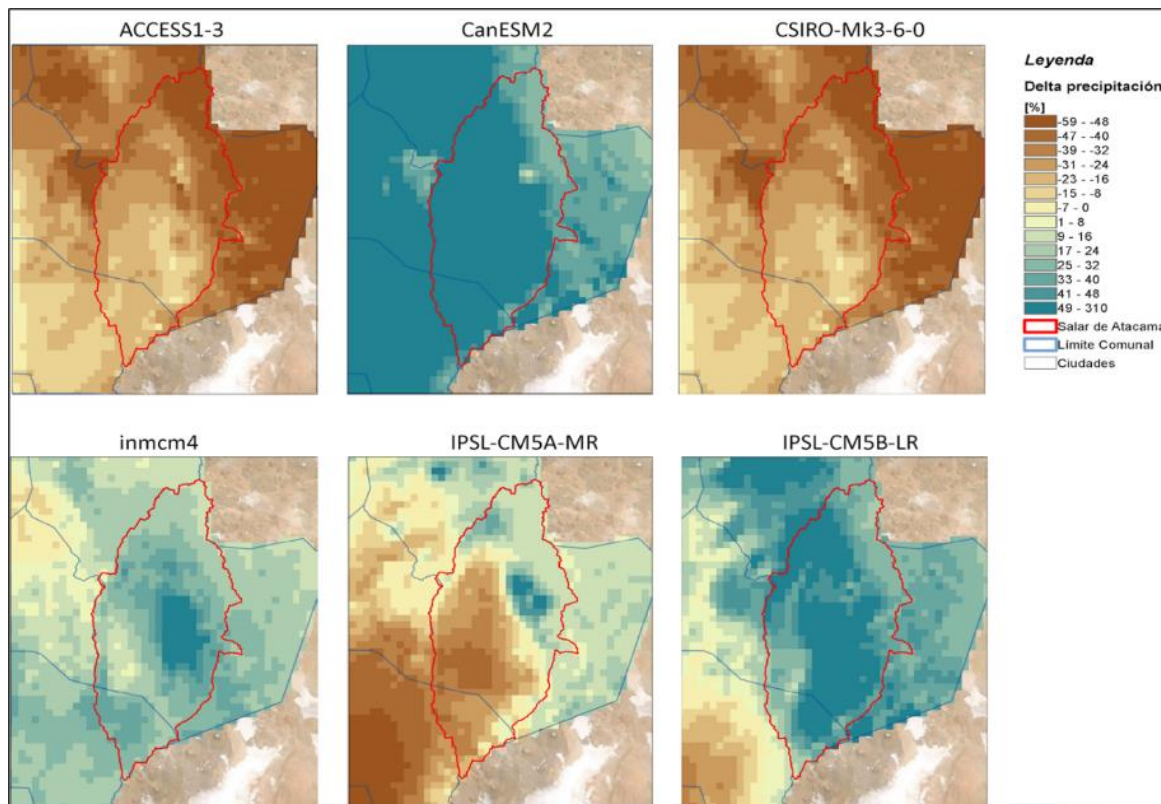 ACCESS1-3
CanESM2
CSIRO-Mk3-6-0
Leyenda
Delta precipitación
[%]
-59 - -48
-47 - -40
-39 - -32
-31 - -24
-23 - -16
-15 - -8
-7 - 0
1 - 8
9 - 16
17 - 24
25 - 32
33 - 40
41 - 48
49 - 310
Salar de Atacama
Límite Comunal
Ciudades
inmcm4
IPSL-CM5A-MR
IPSL-CM5B-LR